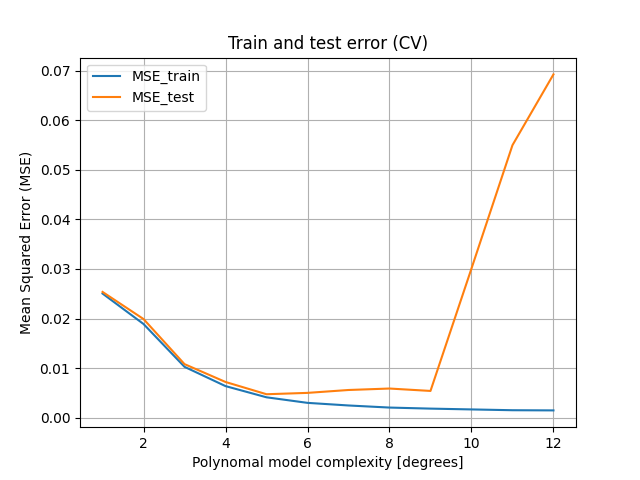 Train and test error (CV)
MSE_train
MSE_test
0.07
0.06
0.05
0.04
0.03
0.02
0.01
0.00
Mean Squared Error (MSE)
2 4 6 8 10 12
Polynomal model complexity [degrees]